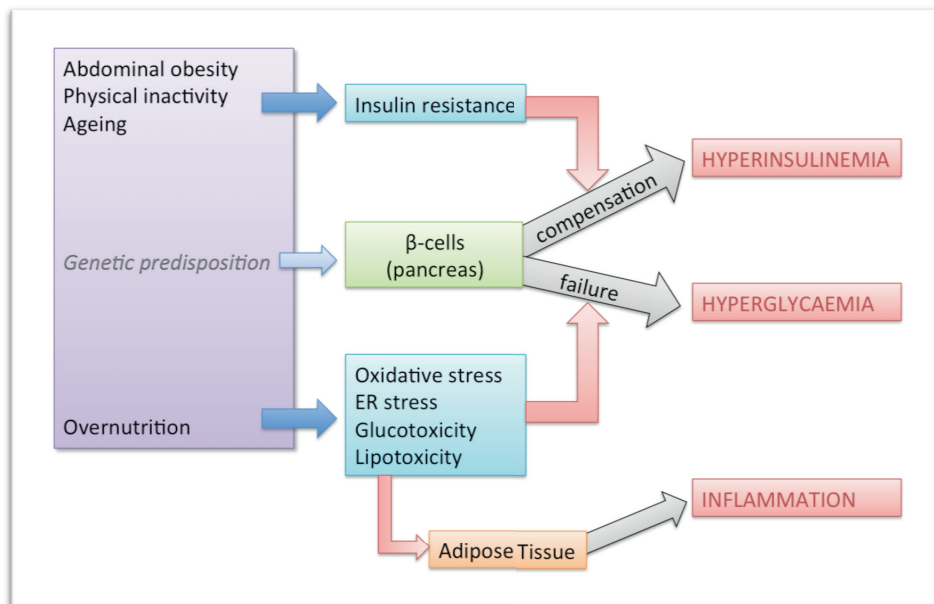 Abdominal obesity
Physical inactivity
Ageing
Insulin resistance
HYPERINSULINEMIA
compensation
Genetic predisposition
β-cells
(pancreas)
failure
HYPERGLYCAEMIA
Oxidative stress
ER stress
Glucotoxicity
Lipotoxicity
Overnutrition
INFLAMMATION
Adipose Tissue